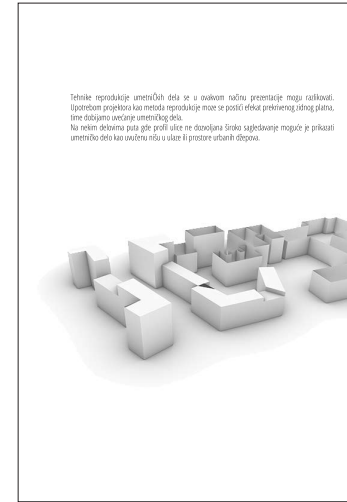 Tehnike reprodukcije umetniČkih dela se u ovakvom načinu prezentacije mogu razlikovati.
Upotrebom projektora kao metoda reprodukcije moze se postići efekat prekrivenog zidnog platna,
time dobijamo uvećanje umetničkog dela.
Na nekim delovima puta gde profil ulice ne dozvoljana široko sagledavanje moguće je prikazati
umetničko delo kao uvučenu nišu u ulaze ili prostore urbanih džepova.